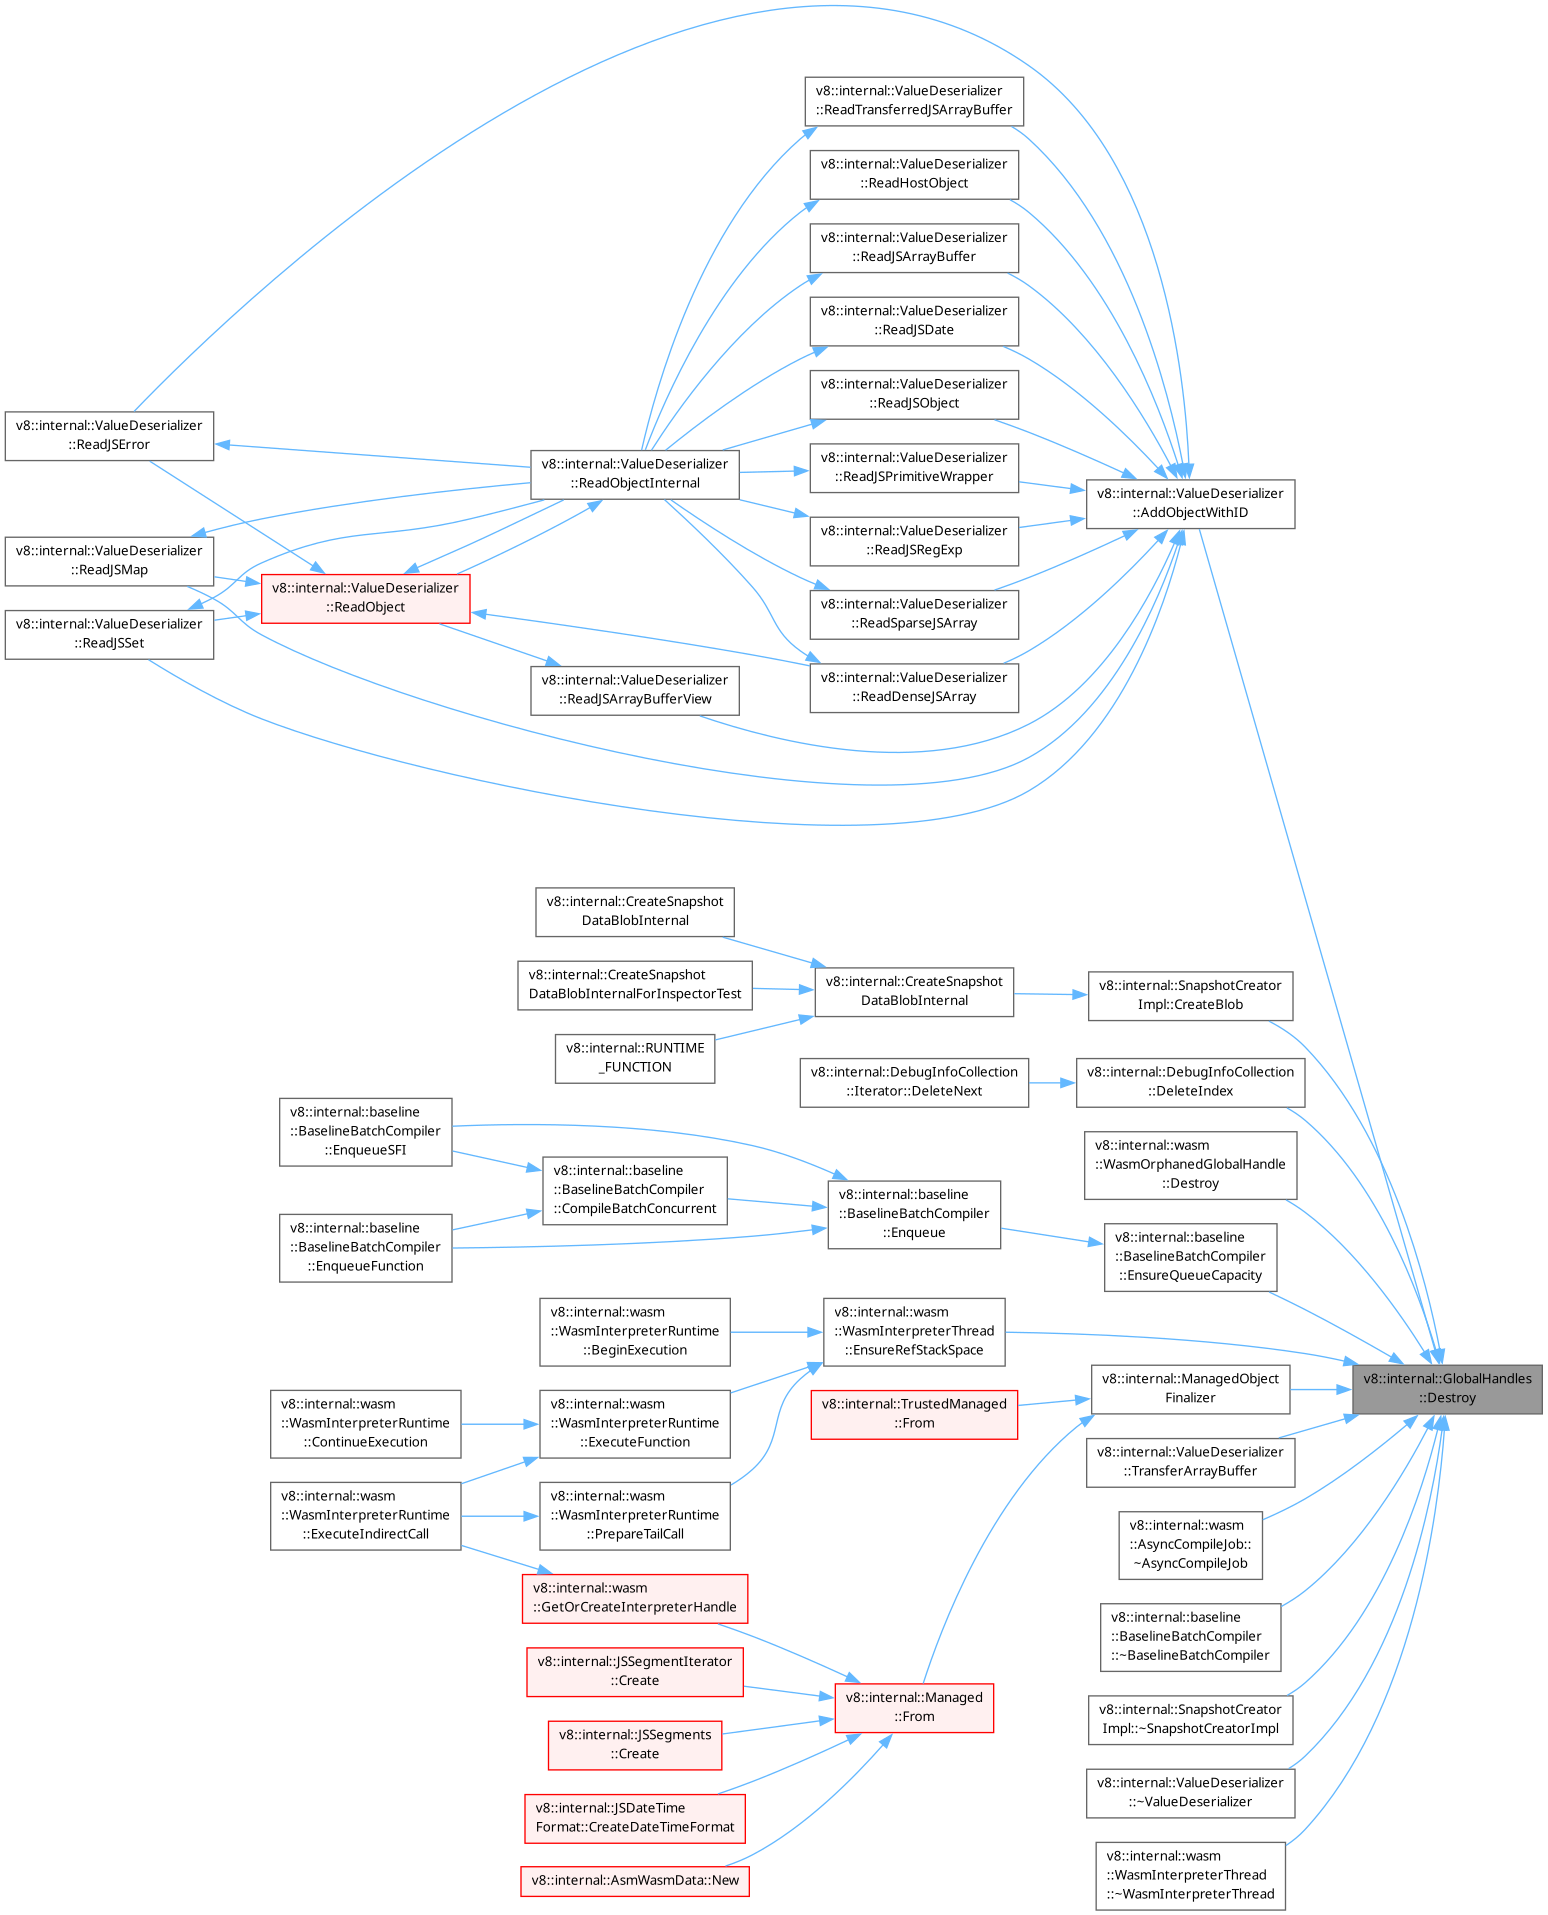 v8::internal::ValueDeserializer
::ReadTransferredJSArrayBuffer
v8::internal::ValueDeserializer
::ReadHostObject
v8::internal::ValueDeserializer
::ReadJSArrayBuffer
v8::internal::ValueDeserializer
::ReadJSDate
v8::internal::ValueDeserializer
::ReadJSObject
v8::internal::ValueDeserializer
::ReadJSError
v8::internal::ValueDeserializer
::ReadJSPrimitiveWrapper
v8::internal::ValueDeserializer
::ReadObjectInternal
v8::internal::ValueDeserializer
::AddObjectWithID
v8::internal::ValueDeserializer
::ReadJSRegExp
v8::internal::ValueDeserializer
::ReadJSMap
v8::internal::ValueDeserializer
::ReadObject
v8::internal::ValueDeserializer
::ReadSparseJSArray
v8::internal::ValueDeserializer
::ReadJSSet
v8::internal::ValueDeserializer
::ReadDenseJSArray
v8::internal::ValueDeserializer
::ReadJSArrayBufferView
v8::internal::CreateSnapshot
DataBlobInternal
v8::internal::CreateSnapshot
DataBlobInternalForInspectorTest
v8::internal::CreateSnapshot
DataBlobInternal
v8::internal::SnapshotCreator
Impl::CreateBlob
v8::internal::RUNTIME
_FUNCTION
v8::internal::DebugInfoCollection
::Iterator::DeleteNext
v8::internal::DebugInfoCollection
::DeleteIndex
v8::internal::baseline
::BaselineBatchCompiler
::EnqueueSFI
v8::internal::wasm
::WasmOrphanedGlobalHandle
::Destroy
v8::internal::baseline
::BaselineBatchCompiler
::CompileBatchConcurrent
v8::internal::baseline
::BaselineBatchCompiler
::Enqueue
v8::internal::baseline
::BaselineBatchCompiler
::EnqueueFunction
v8::internal::baseline
::BaselineBatchCompiler
::EnsureQueueCapacity
v8::internal::wasm
::WasmInterpreterRuntime
::BeginExecution
v8::internal::wasm
::WasmInterpreterThread
::EnsureRefStackSpace
v8::internal::ManagedObject
Finalizer
v8::internal::GlobalHandles
::Destroy
v8::internal::wasm
::WasmInterpreterRuntime
::ContinueExecution
v8::internal::wasm
::WasmInterpreterRuntime
::ExecuteFunction
v8::internal::TrustedManaged
::From
v8::internal::ValueDeserializer
::TransferArrayBuffer
v8::internal::wasm
::WasmInterpreterRuntime
::ExecuteIndirectCall
v8::internal::wasm
::WasmInterpreterRuntime
::PrepareTailCall
v8::internal::wasm
::AsyncCompileJob::
~AsyncCompileJob
v8::internal::wasm
::GetOrCreateInterpreterHandle
v8::internal::baseline
::BaselineBatchCompiler
::~BaselineBatchCompiler
v8::internal::JSSegmentIterator
::Create
v8::internal::Managed
::From
v8::internal::SnapshotCreator
Impl::~SnapshotCreatorImpl
v8::internal::JSSegments
::Create
v8::internal::ValueDeserializer
::~ValueDeserializer
v8::internal::JSDateTime
Format::CreateDateTimeFormat
v8::internal::AsmWasmData::New
v8::internal::wasm
::WasmInterpreterThread
::~WasmInterpreterThread